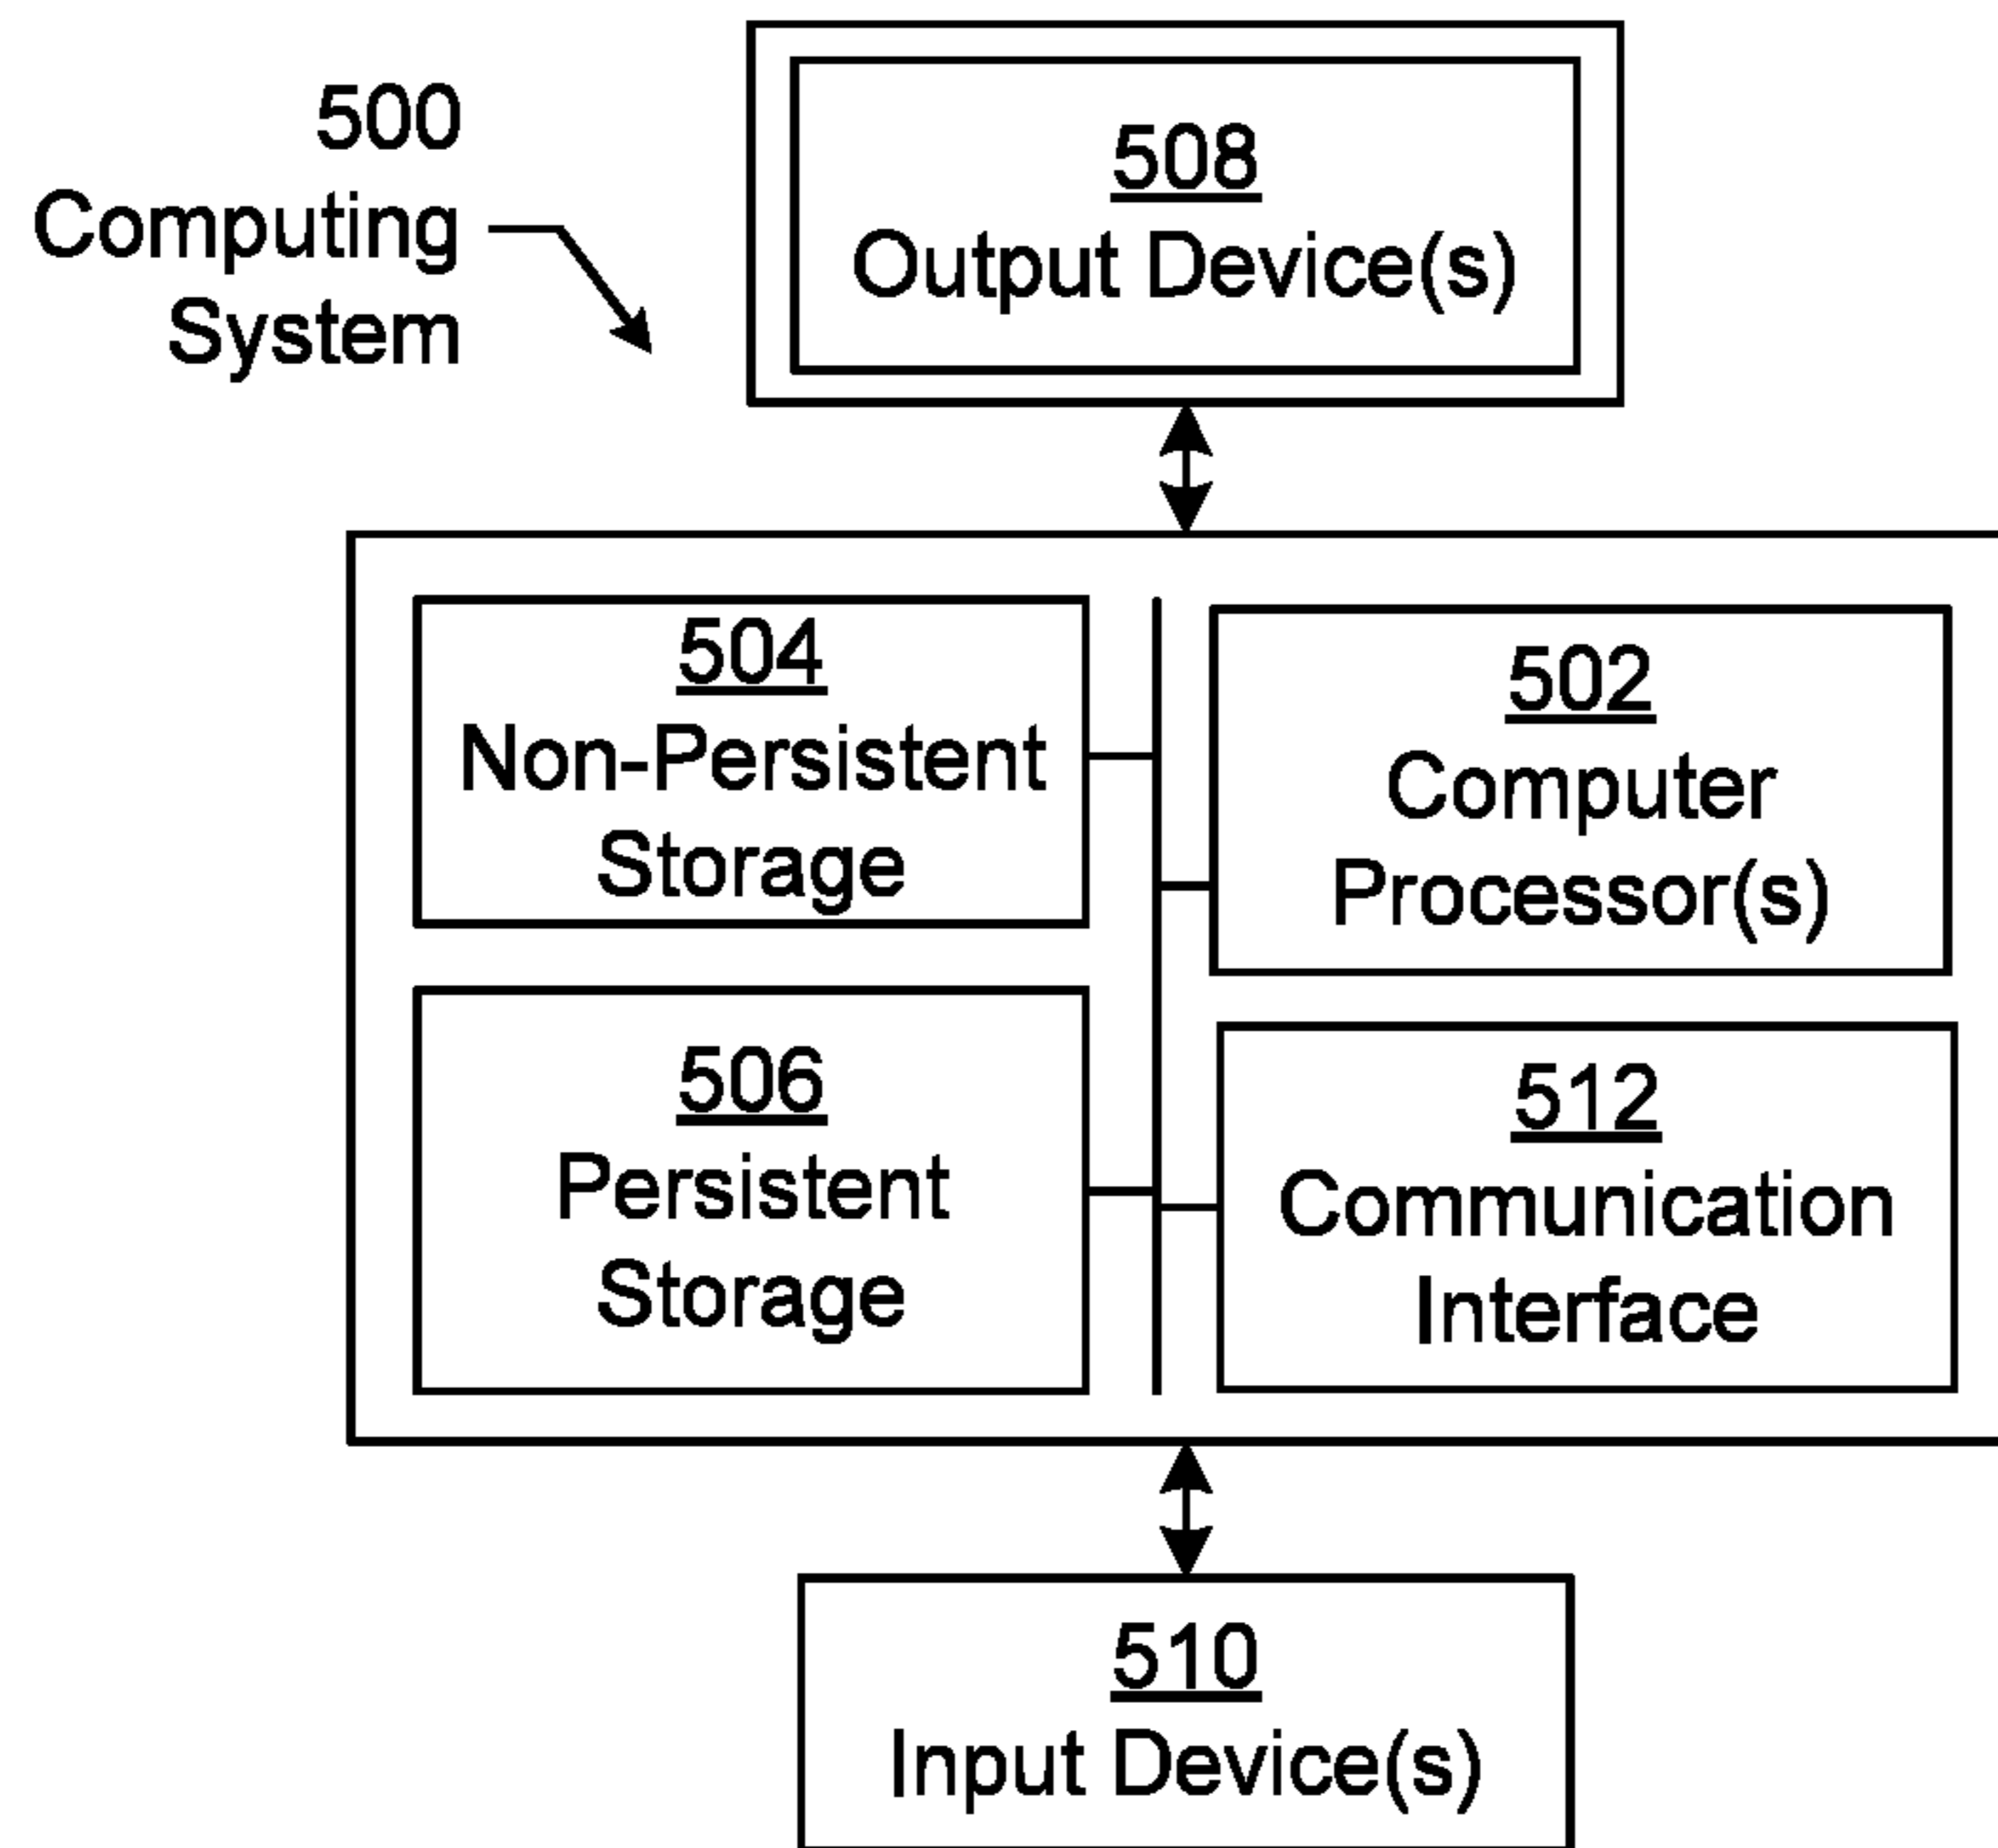 500
Computing
System
508
Output Device(s)
504
Non-Persistent
Storage
502
Computer
Processor(s)
506
Persistent
Storage
512
Communication
Interface
510
Input Device(s)